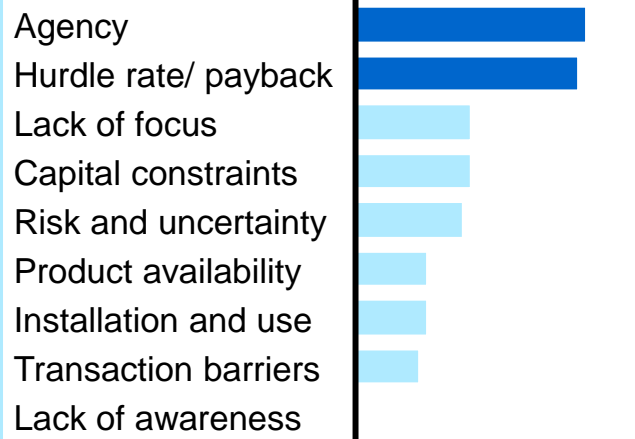 Agency
Hurdle rate/ payback
Lack of focus
Capital constraints
Risk and uncertainty
Product availability
Installation and use
Transaction barriers
Lack of awareness